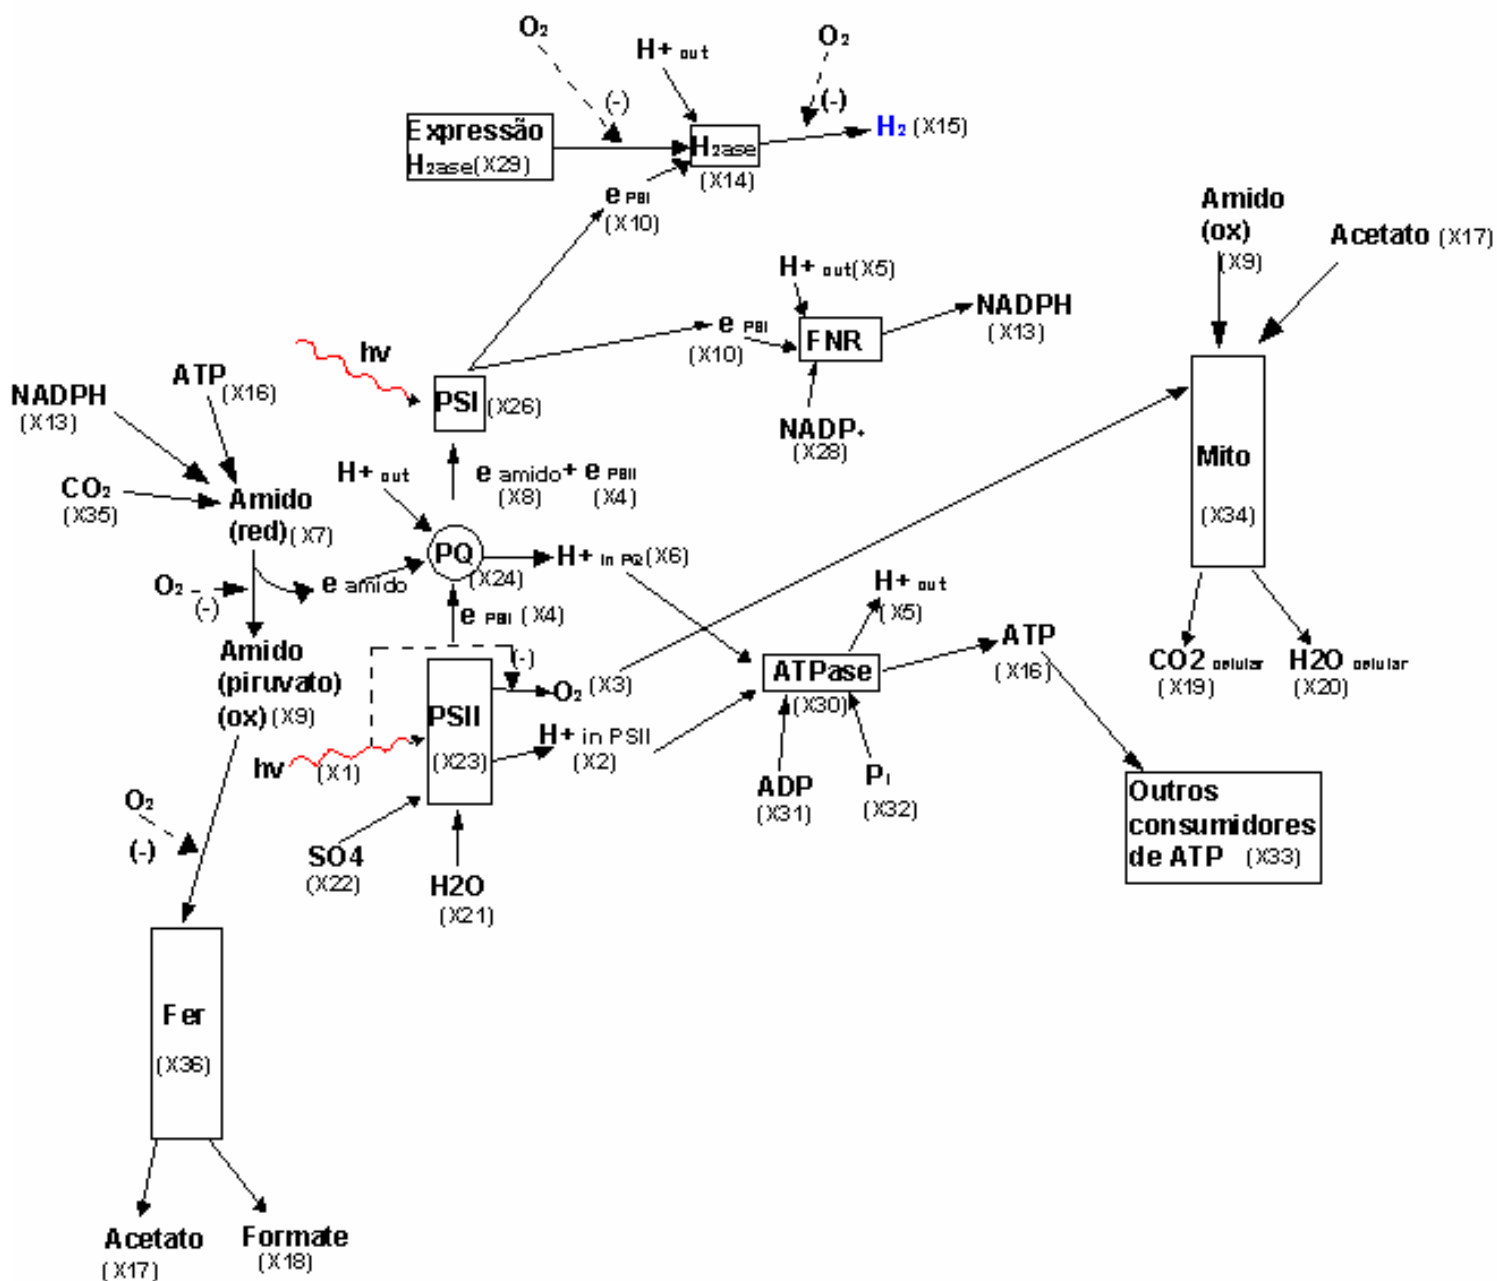 O2
H+ out
O2
(-)
(-)
Expressão
H2ase(X29)
H2ase
(X14)
H2 (X15)
e PSI
(X10)
Amido
(ox)
(X9)
Acetato (X17)
H+ out(X5)
NADPH
(X13)
e PSI
(X10)
FNR
hv
ATP
(X16)
NADPH
(X13)
PSI
(X26)
NADP+
(X28)
Mito
(X34)
H+ out
e amido+ e PSII
(X8)
(X4)
CO2
(X35)
Amido
(red)(X7)
PQ
(X24)
H+ in PQ(X6)
O2
(-)
e amido
H+ out
(X5)
e PSI (X4)
ATP
(X16)
Amido
(piruvato)
(ox)(X9)
(-)
O2 (X3)
ATPase
(X30)
CO2 celular
(X19)
H2O celular
(X20)
PSII
(X23)
H+ in PSII
(X2)
hv
(X1)
ADP
(X31)
Pi
(X32)
O2
(-)
Outros
consumidores
de ATP (X33)
SO4
(X22)
H2O
(X21)
Fer
(X36)
Acetato
(X17)
Formate
(X18)